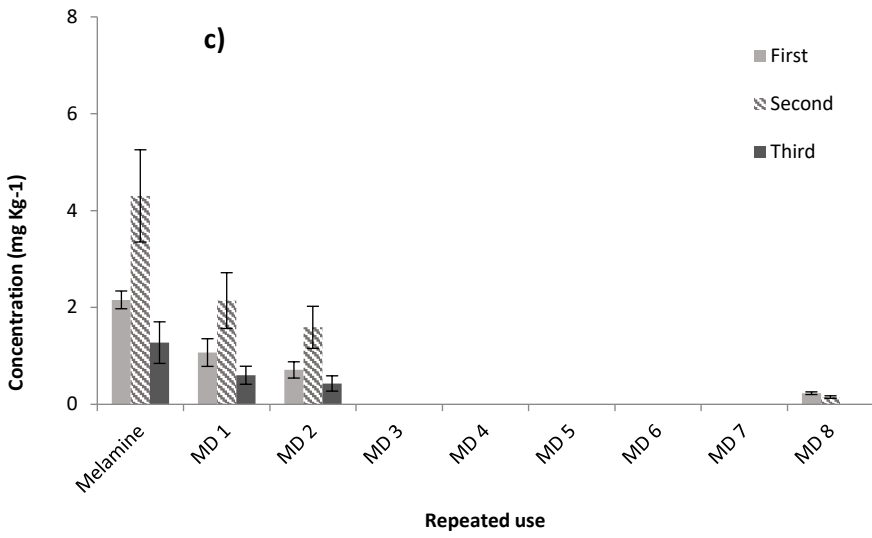 c)
First
Second
Third
8
6
4
2
0
Concentration (mg Kg-1)
Melamine
MD 1
MD 2
MD 3
MD 4
MD 5
MD 6
MD 7
MD 8
Repeated use